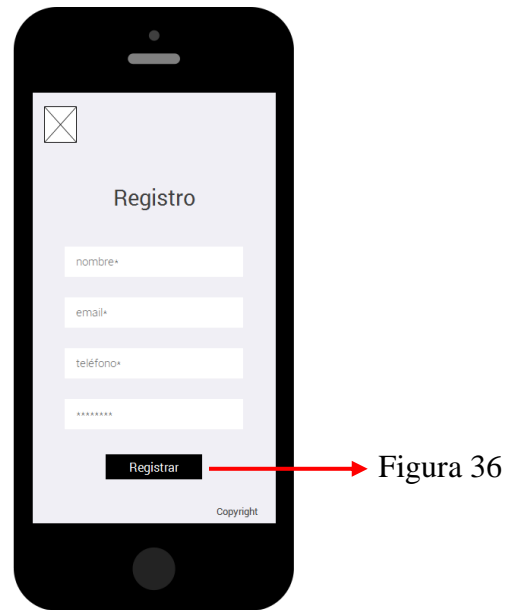 Registro
nombre*
email*
teléfono*
********
Registrar
Figura 36
Copyright